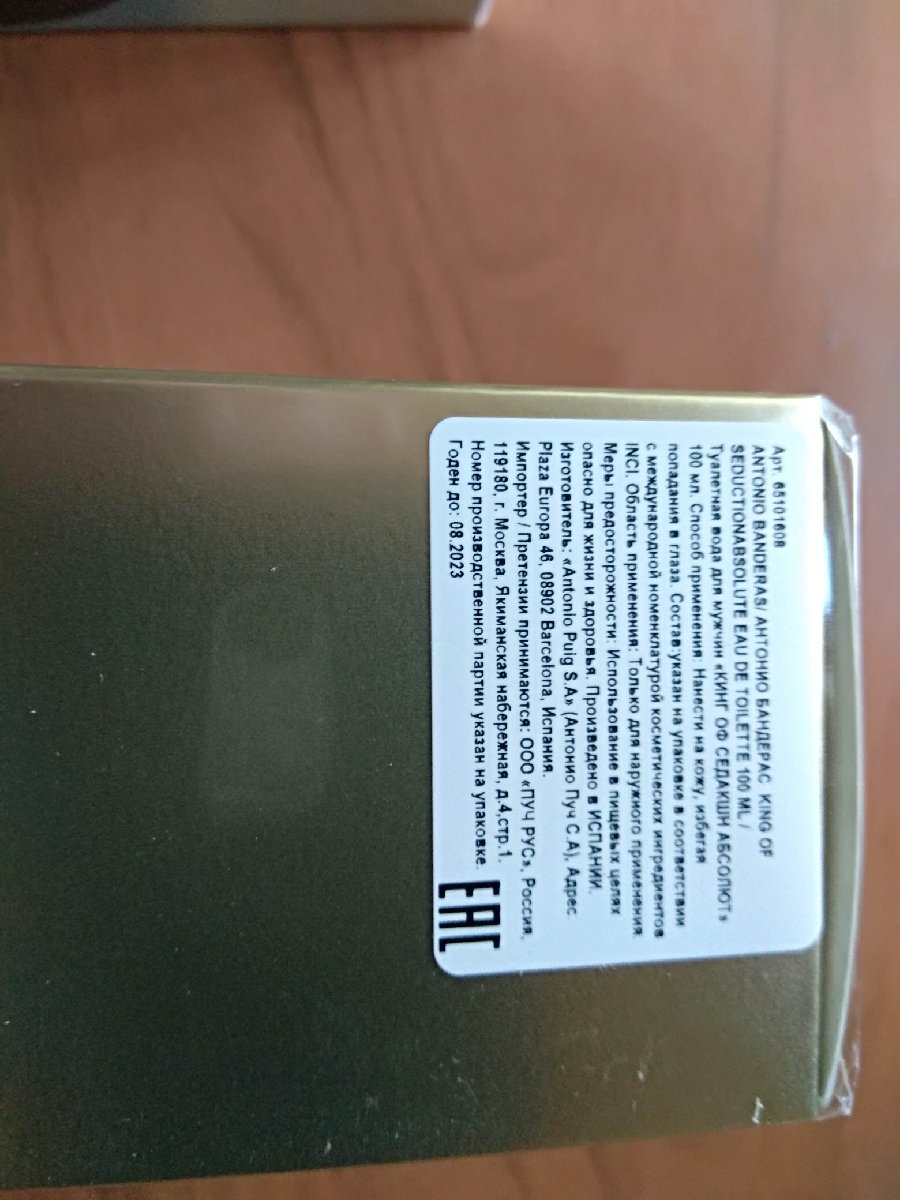 Арт. 65101608
ANTONIO BANDERAS/ АНТОНИО БАНДЕРАС KING OF
SEDUCTIONABSOLUTE EAU DE TOILETTE 100 ML /
Туалетная вода для мужчин «КИНГ ОФ СЕДАКШН АБСОЛЮТ»
100 мл. Способ применения: Нанести на кожу, избегая
попадания в глаза. Состав:указан на упаковке в соответствии
с международной номенклатурой косметических ингредиентов
INCI. Область применения: Только для наружного применения.
Меры предосторожности: Использование в пищевых целях
опасно для жизни и здоровья. Произведено в ИСПАНИИ.
Изготовитель: «Antonio Puig S.A» (Антонио Пуч С.А), Адрес
Plaza Europa 46, 08902 Barcelona, Испания.
Импортер / Претензии принимаются: ООО «ПУЧ РУС», Россия,
119180, г. Москва, Якиманская набережная, д.4,стр.1.
Номер производственной партии указан на упаковке.
Годен до: 08.2023
EAC